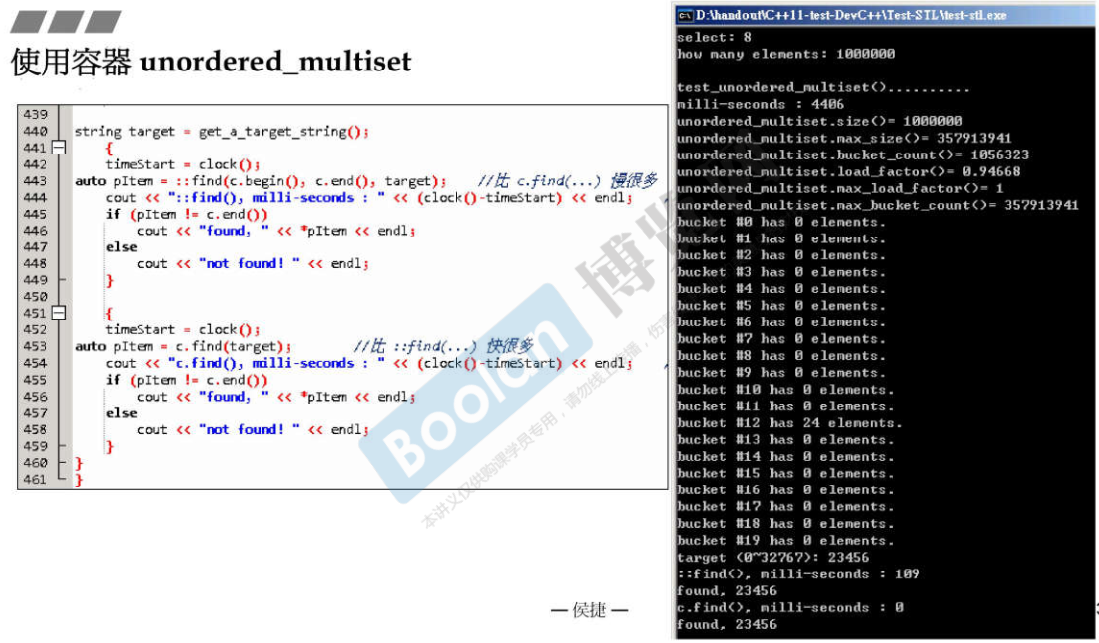 使用容器 unordered_multiset
439
440 string target = get_a_target_string();
441 {
442 timeStart = clock();
443 auto pItem = ::find(c.begin(), c.end(), target); //比 c.find(...) 慢很多
444 cout << "::find(), milli-seconds : " << (clock()-timeStart) << endl;
445 if (pItem != c.end())
446 cout << "found, " << *pItem << endl;
447 else
448 cout << "not found! " << endl;
449 }
450
451 {
452 timeStart = clock();
453 auto pItem = c.find(target); //比 ::find(...) 快很多
454 cout << "c.find(), milli-seconds : " << (clock()-timeStart) << endl;
455 if (pItem != c.end())
456 cout << "found, " << *pItem << endl;
457 else
458 cout << "not found! " << endl;
459 }
460 }
461 }
Boolan 博览
本讲义仅供购课学员专用，请勿线上播，伤
— 侯捷 —
D:\handout\C++11-test-DevC++\Test-STL\test-stl.exe
select: 8
how many elements: 1000000
test_unordered_multiset()..........
milli-seconds : 4406
unordered_multiset.size()= 1000000
unordered_multiset.max_size()= 357913941
unordered_multiset.bucket_count()= 1056323
unordered_multiset.load_factor()= 0.94668
unordered_multiset.max_load_factor()= 1
unordered_multiset.max_bucket_count()= 357913941
bucket #0 has 0 elements.
bucket #1 has 0 elements.
bucket #2 has 0 elements.
bucket #3 has 0 elements.
bucket #4 has 0 elements.
bucket #5 has 0 elements.
bucket #6 has 0 elements.
bucket #7 has 0 elements.
bucket #8 has 0 elements.
bucket #9 has 0 elements.
bucket #10 has 0 elements.
bucket #11 has 0 elements.
bucket #12 has 24 elements.
bucket #13 has 0 elements.
bucket #14 has 0 elements.
bucket #15 has 0 elements.
bucket #16 has 0 elements.
bucket #17 has 0 elements.
bucket #18 has 0 elements.
bucket #19 has 0 elements.
target (0~32767): 23456
::find(), milli-seconds : 109
found, 23456
c.find(), milli-seconds : 0
found, 23456